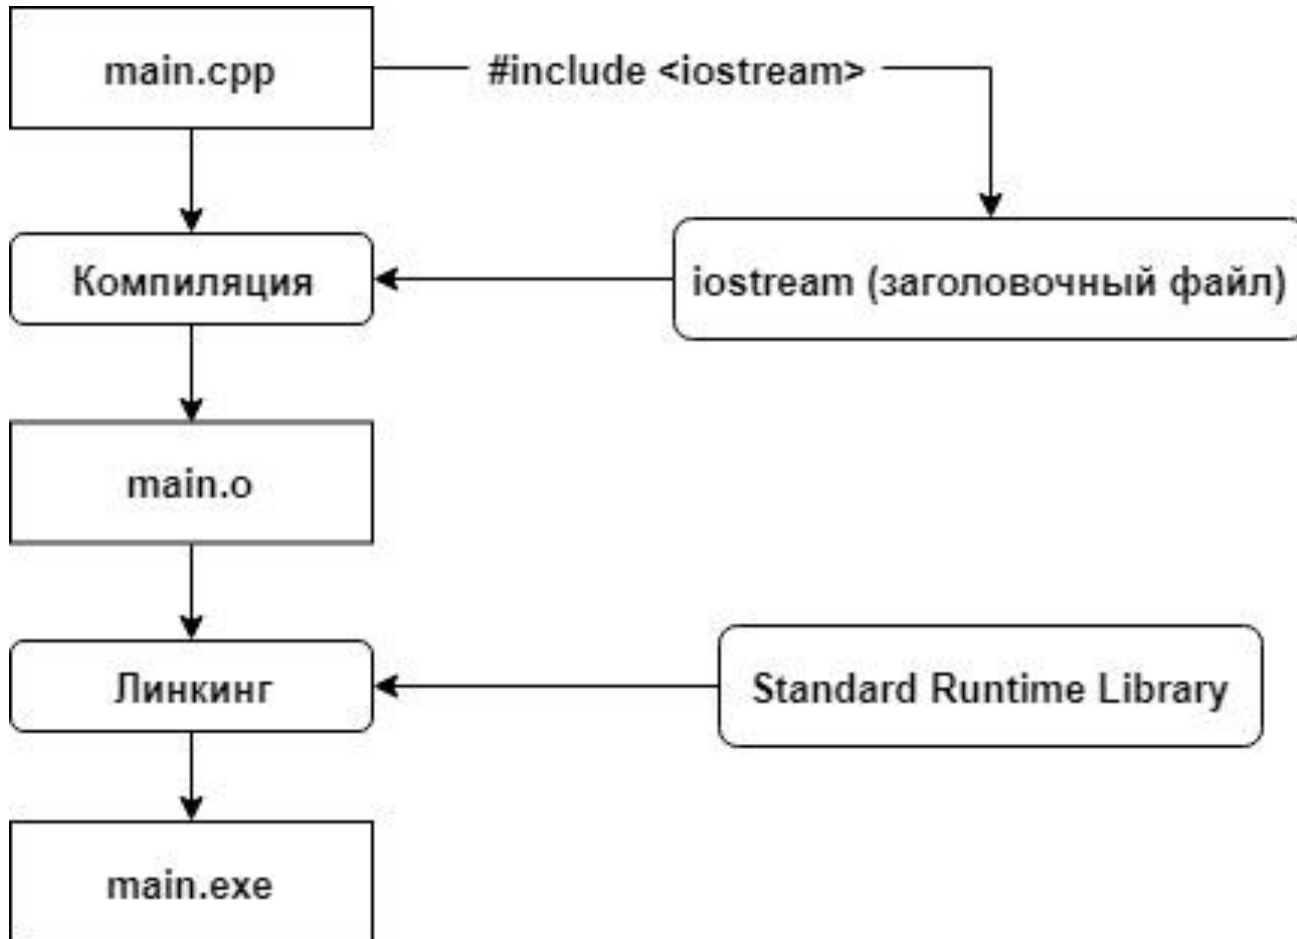 main.cpp
#include <iostream>
Компиляция
iostream (заголовочный файл)
main.o
Линкинг
Standard Runtime Library
main.exe